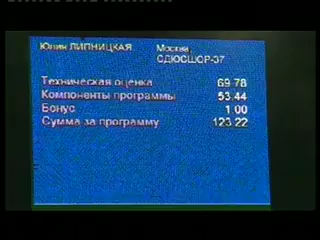 Юлия ЛИПНИЦКАЯ, Москва,
СДЮСШОР-37
Техническая оценка 69.78
Компоненты программы 53.44
Бонус 1.00
Сумма за программу 123.22